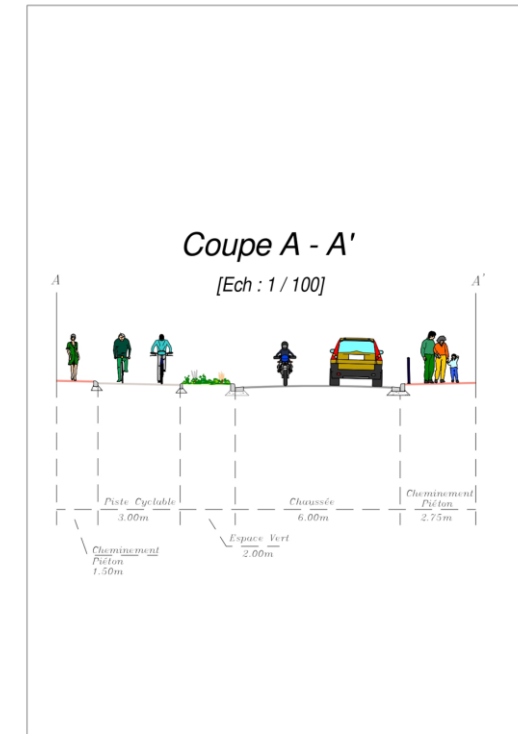 Coupe A - A'
[Ech : 1 / 100]
A
A'
Piste Cyclable
3.00m
Chaussée
6.00m
Cheminement
Piéton
2.75m
Espace Vert
2.00m
Cheminement
Piéton
1.50m